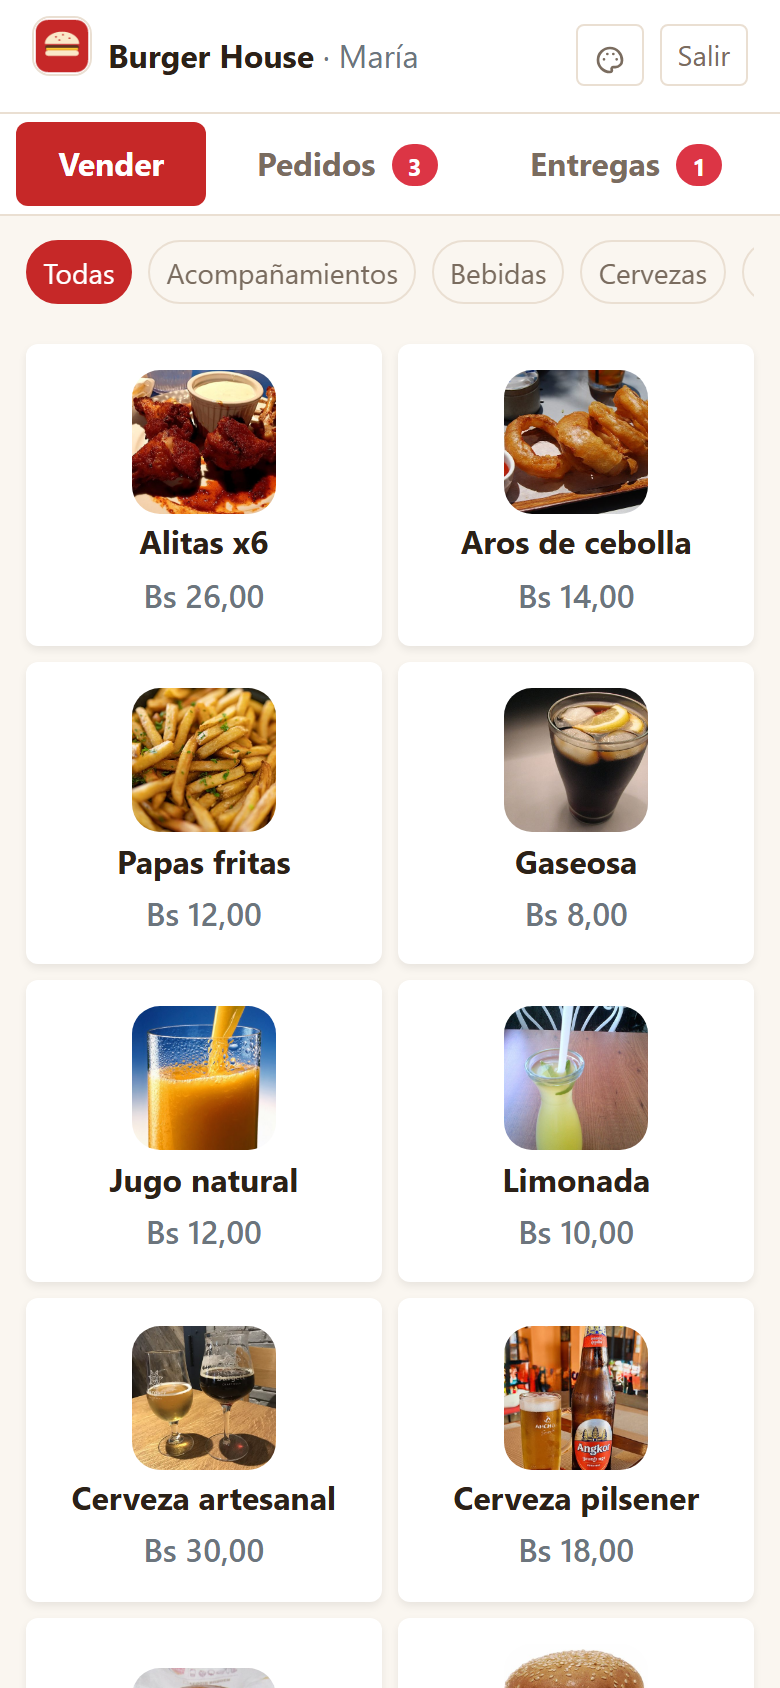 Burger House · María
Salir
Vender
Pedidos 3
Entregas 1
Todas
Acompañamientos
Bebidas
Cervezas
Alitas x6
Bs 26,00
Aros de cebolla
Bs 14,00
Papas fritas
Bs 12,00
Gaseosa
Bs 8,00
Jugo natural
Bs 12,00
Limonada
Bs 10,00
Cerveza artesanal
Bs 30,00
Cerveza pilsener
Bs 18,00
Angkor